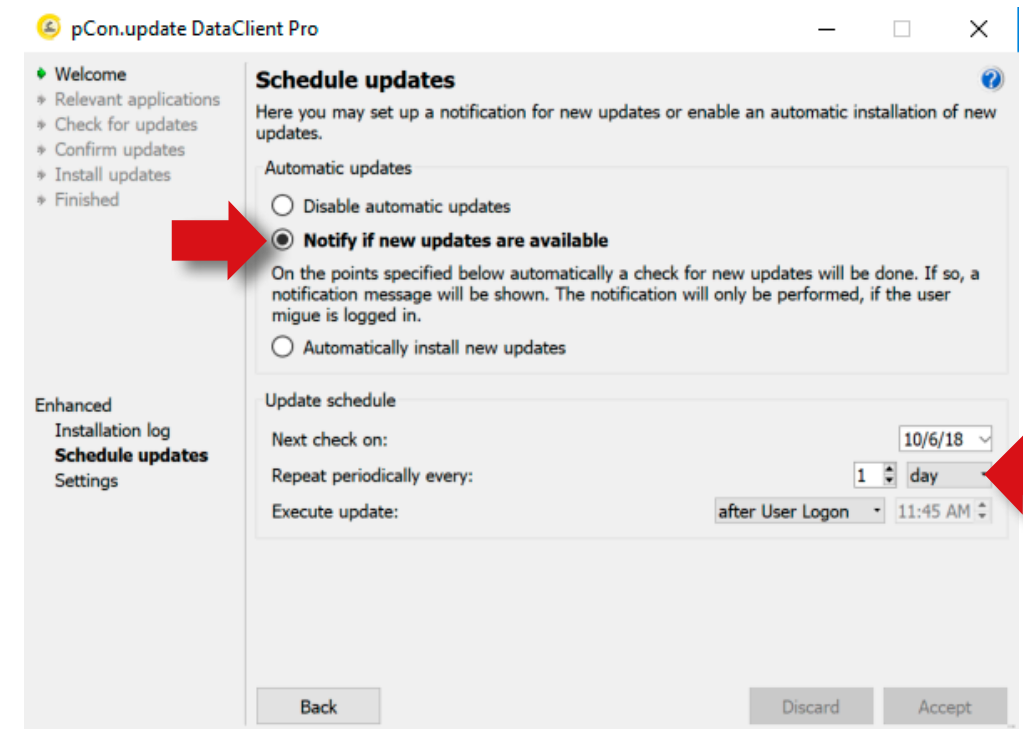 pCon.update DataClient Pro
Welcome
Relevant applications
Check for updates
Confirm updates
Install updates
Finished
Enhanced
Installation log
Schedule updates
Settings
Schedule updates
Here you may set up a notification for new updates or enable an automatic installation of new
updates.
Automatic updates
Disable automatic updates
Notify if new updates are available
On the points specified below automatically a check for new updates will be done. If so, a
notification message will be shown. The notification will only be performed, if the user
migue is logged in.
Automatically install new updates
Update schedule
Next check on: 10/6/18
Repeat periodically every: 1 day
Execute update: after User Logon 11:45 AM
Back Discard Accept